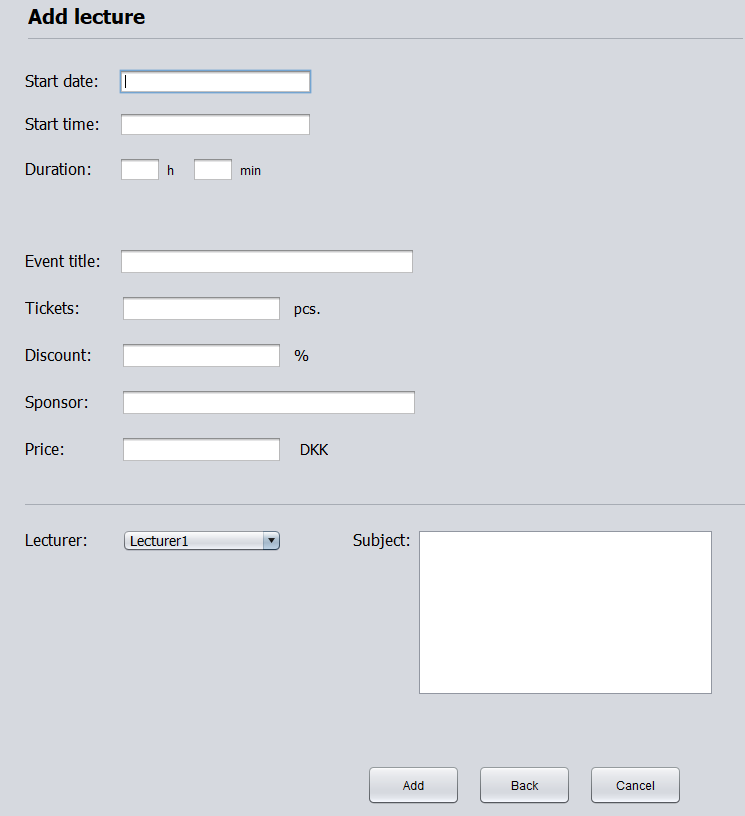 Add lecture
Start date:
Start time:
Duration: h min
Event title:
Tickets: pcs.
Discount: %
Sponsor:
Price: DKK
Lecturer: Lecturer1 Subject:
Add Back Cancel